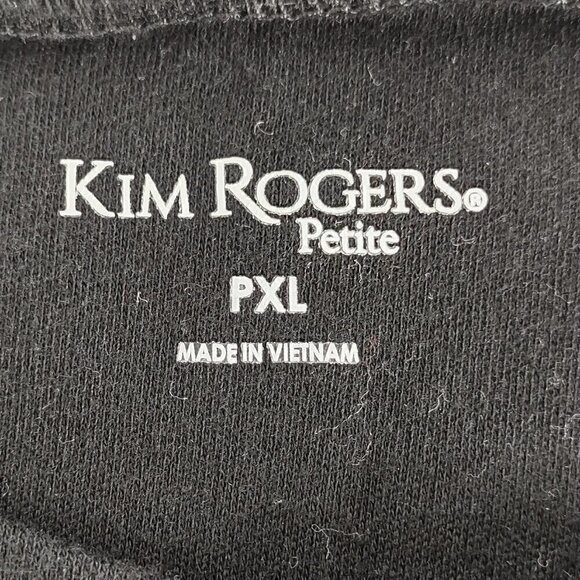 KIM ROGERS®
Petite
PXL
MADE IN VIETNAM